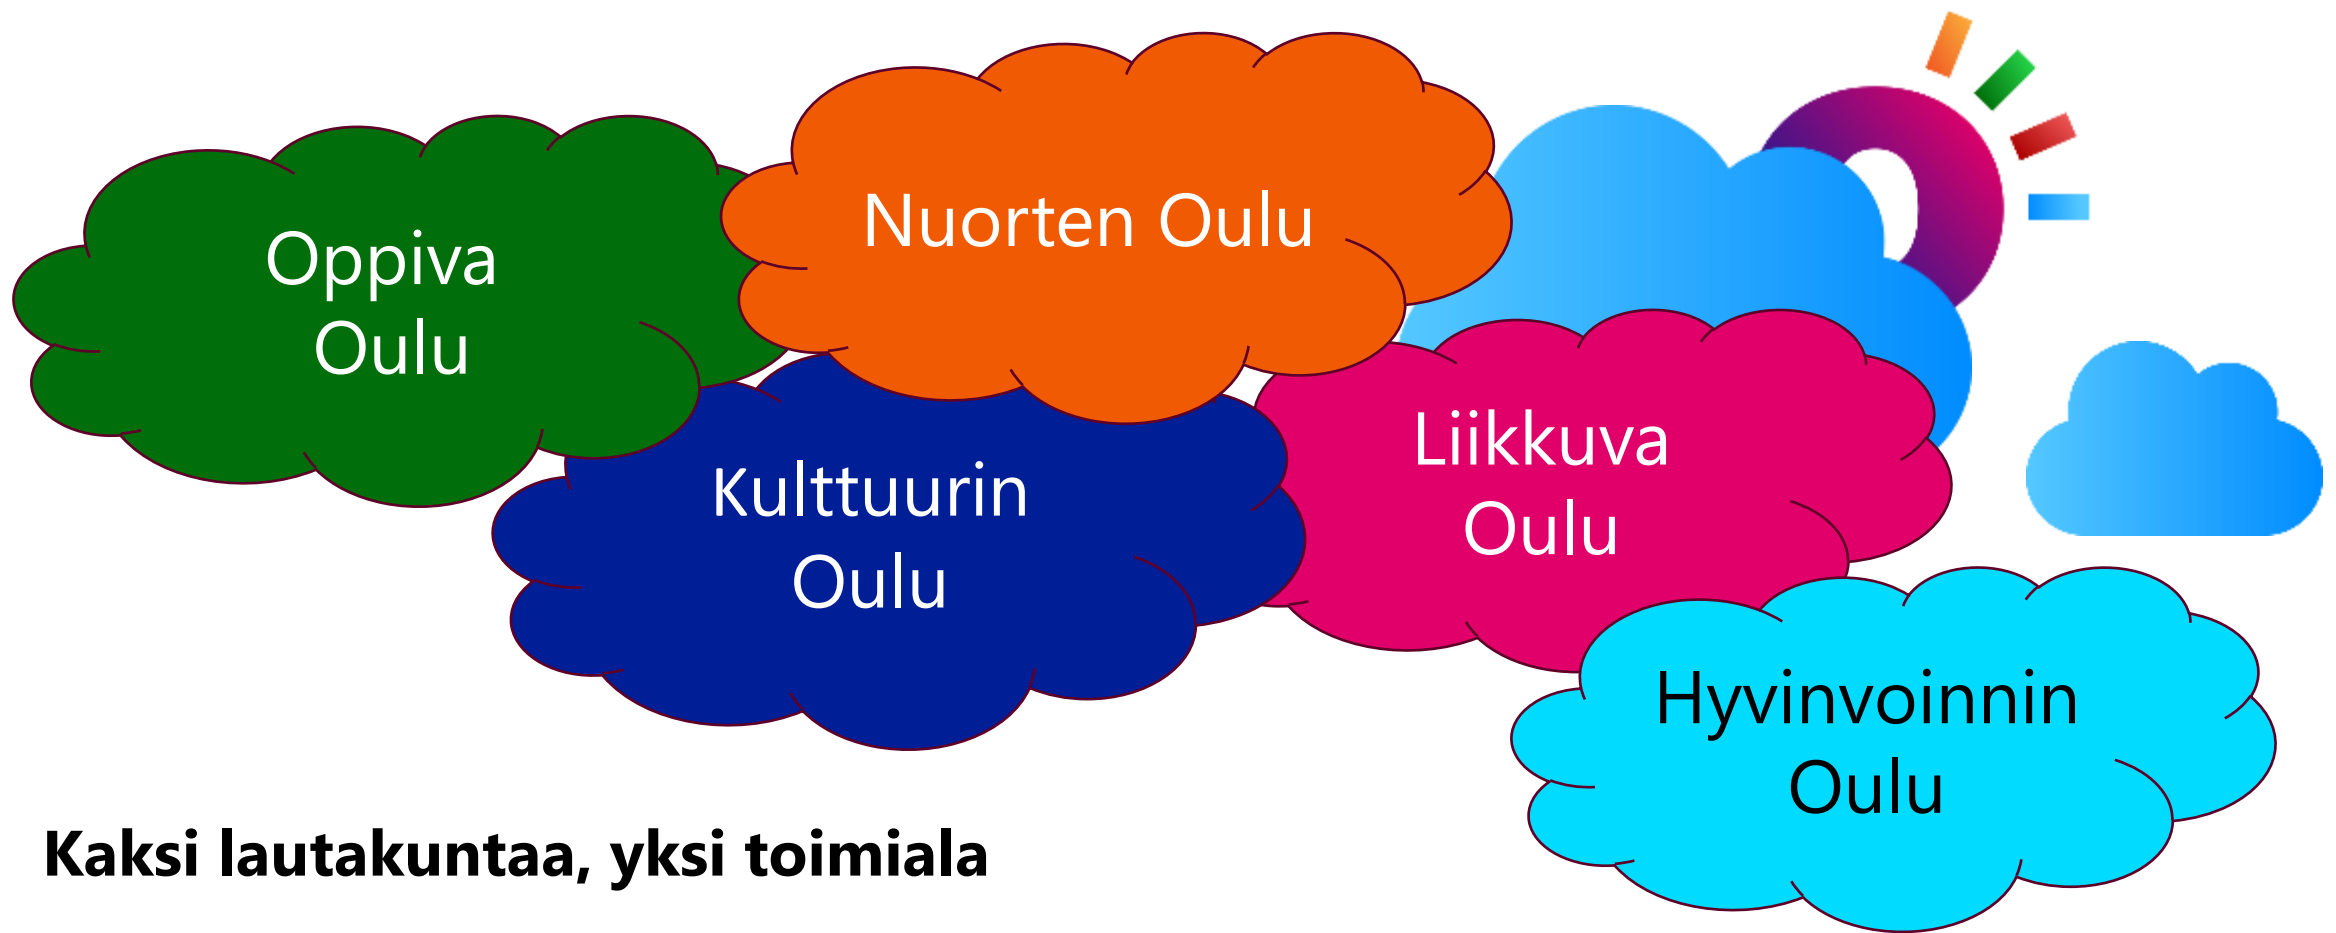 Oppiva
Oulu
Nuorten Oulu
Kulttuurin
Oulu
Liikkuva
Oulu
Hyvinvoinnin
Oulu
Kaksi lautakuntaa, yksi toimiala